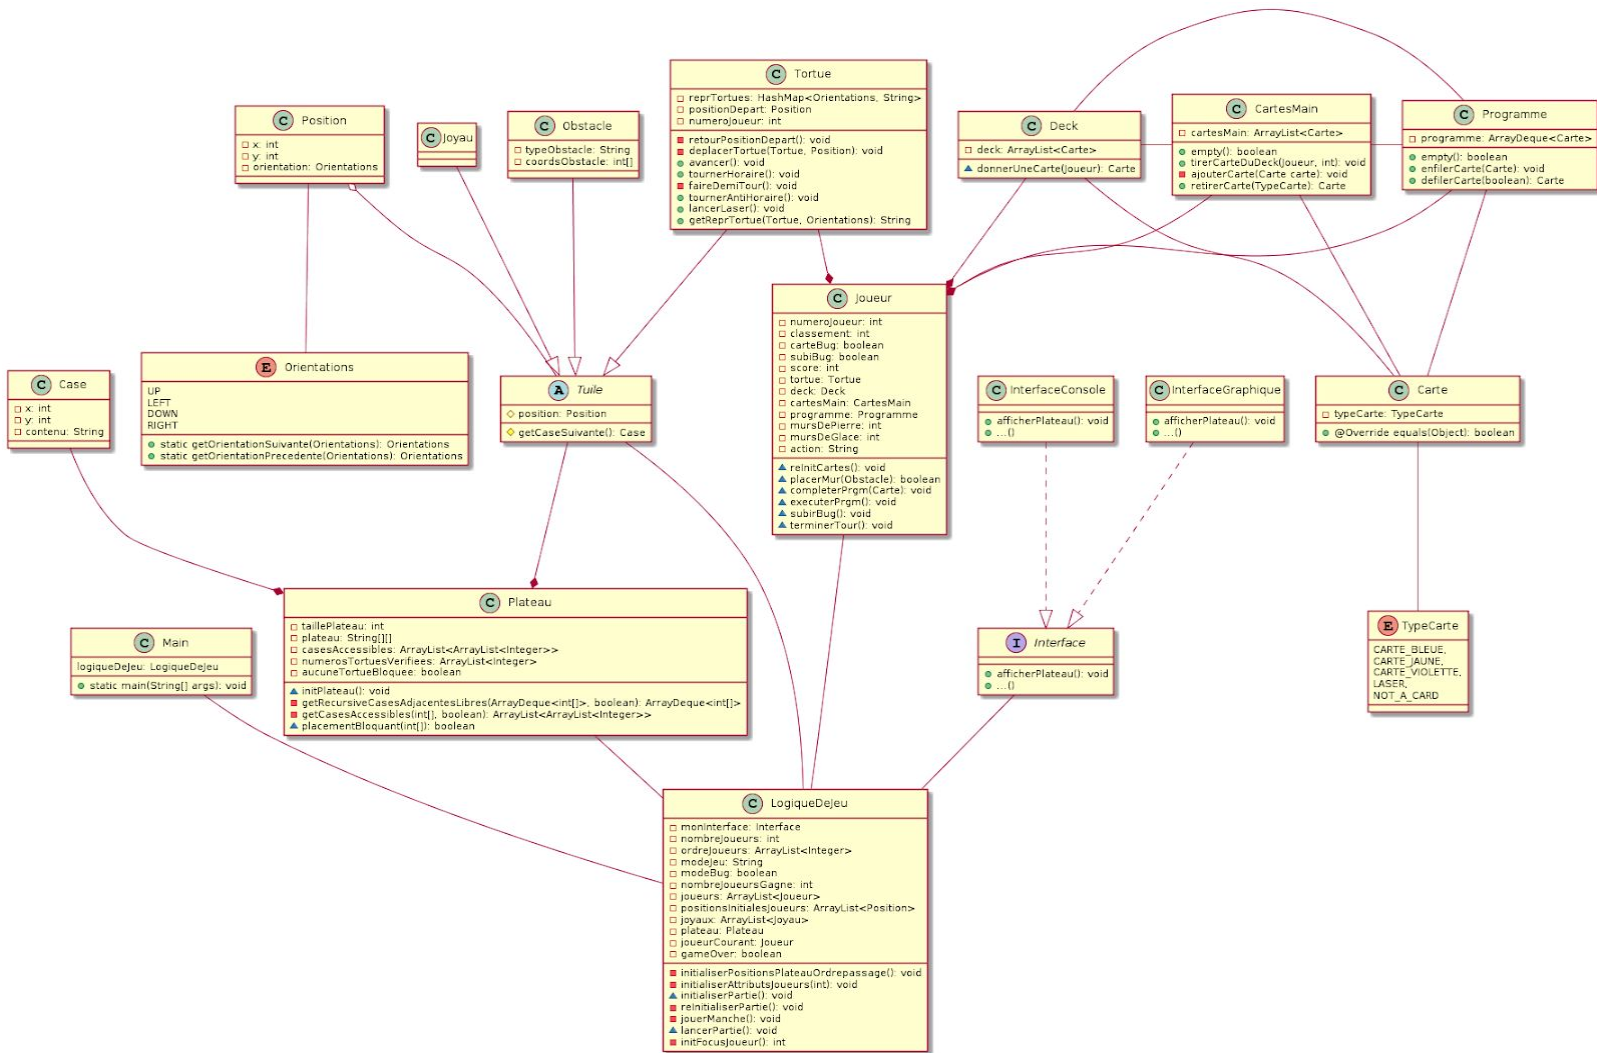 C Tortue
reprTortues: HashMap<Orientations, String>
positionDepart: Position
numeroJoueur: int
retourPositionDepart(): void
deplacerTortue(Tortue, Position): void
avancer(): void
tournerHoraire(): void
faireDemiTour(): void
tournerAntiHoraire(): void
lancerLaser(): void
getReprTortue(Tortue, Orientations): String
C Position
x: int
y: int
orientation: Orientations
C Joyau
C Obstacle
typeObstacle: String
coordsObstacle: int[]
C Deck
deck: ArrayList<Carte>
donnerUneCarte(Joueur): Carte
C CartesMain
cartesMain: ArrayList<Carte>
empty(): boolean
tirerCarteDuDeck(Joueur, int): void
ajouterCarte(Carte carte): void
retirerCarte(TypeCarte): Carte
C Programme
programme: ArrayDeque<Carte>
empty(): boolean
enfilerCarte(Carte): void
defilerCarte(boolean): Carte
C Case
x: int
y: int
contenu: String
E Orientations
UP
LEFT
DOWN
RIGHT
static getOrientationSuivante(Orientations): Orientations
static getOrientationPrecedente(Orientations): Orientations
A Tuile
position: Position
getCaseSuivante(): Case
C Joueur
numeroJoueur: int
classement: int
carteBug: boolean
subiBug: boolean
score: int
tortue: Tortue
deck: Deck
cartesMain: CartesMain
programme: Programme
mursDePierre: int
mursDeGlace: int
action: String
reInitCartes(): void
placerMur(Obstacle): boolean
completerPrgm(Carte): void
executerPrgm(): void
subirBug(): void
terminerTour(): void
C InterfaceConsole
afficherPlateau(): void
...()
C InterfaceGraphique
afficherPlateau(): void
...()
C Carte
typeCarte: TypeCarte
@Override equals(Object): boolean
C Main
logiqueDeJeu: LogiqueDeJeu
static main(String[] args): void
C Plateau
taillePlateau: int
plateau: String[][]
casesAccessibles: ArrayList<ArrayList<Integer>>
numerosTortuesVerifiees: ArrayList<Integer>
aucuneTortueBloquee: boolean
initPlateau(): void
getRecursiveCasesAdjacentesLibres(ArrayDeque<int[]>, boolean): ArrayDeque<int[]>
getCasesAccessibles(int[], boolean): ArrayList<ArrayList<Integer>>
placementBloquant(int[]): boolean
I Interface
afficherPlateau(): void
...()
E TypeCarte
CARTE_BLEUE,
CARTE_JAUNE,
CARTE_VIOLETTE,
LASER,
NOT_A_CARD
C LogiqueDeJeu
monInterface: Interface
nombreJoueurs: int
ordreJoueurs: ArrayList<Integer>
modeJeu: String
modeBug: boolean
nombreJoueursGagne: int
joueurs: ArrayList<Joueur>
positionsInitialesJoueurs: ArrayList<Position>
joyaux: ArrayList<Joyau>
plateau: Plateau
joueurCourant: Joueur
gameOver: boolean
initialiserPositionsPlateauOrdrepassage(): void
initialiserAttributsJoueurs(int): void
initialiserPartie(): void
reInitialiserPartie(): void
jouerManche(): void
lancerPartie(): void
initFocusJoueur(): int